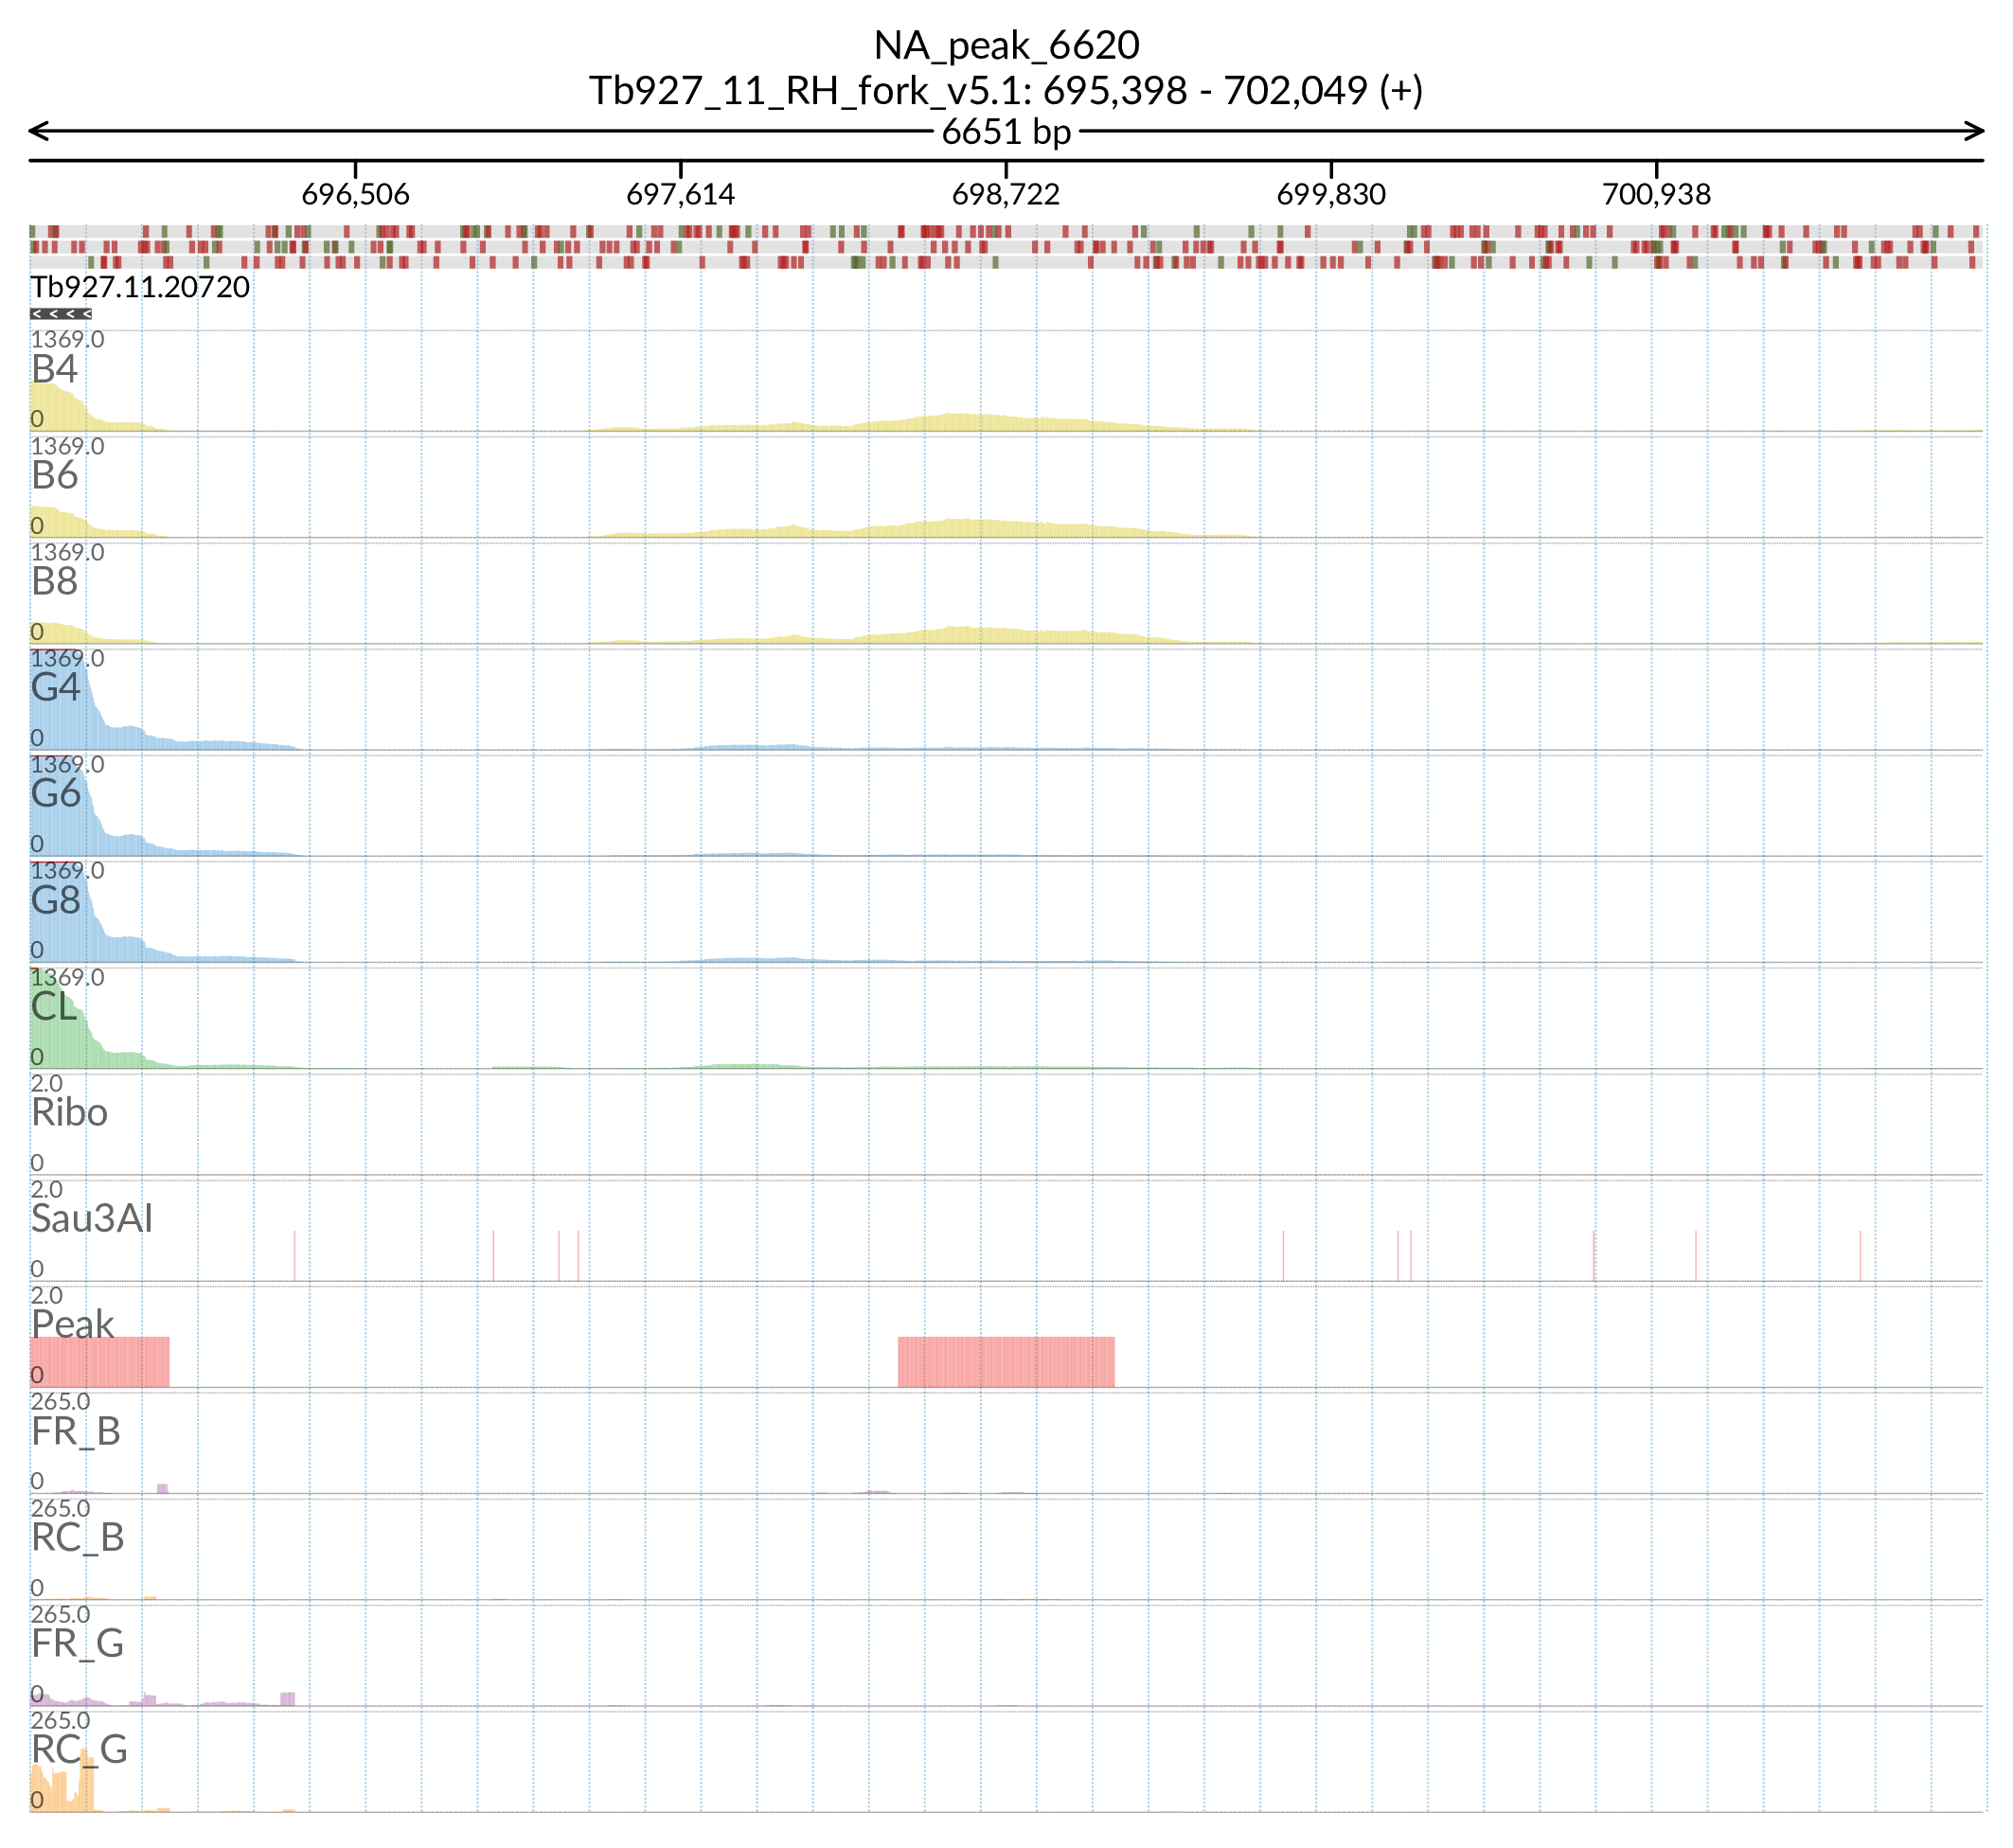 NA_peak_6620
Tb927_11_RH_fork_v5.1: 695,398 - 702,049 (+)
6651 bp
696,506 697,614 698,722 699,830 700,938
Tb927.11.20720
1369.0
B4
0
1369.0
B6
0
1369.0
B8
0
1369.0
G4
0
1369.0
G6
0
1369.0
G8
0
1369.0
CL
0
2.0
Ribo
0
2.0
Sau3AI
0
2.0
Peak
0
265.0
FR_B
0
265.0
RC_B
0
265.0
FR_G
0
265.0
RC_G
0